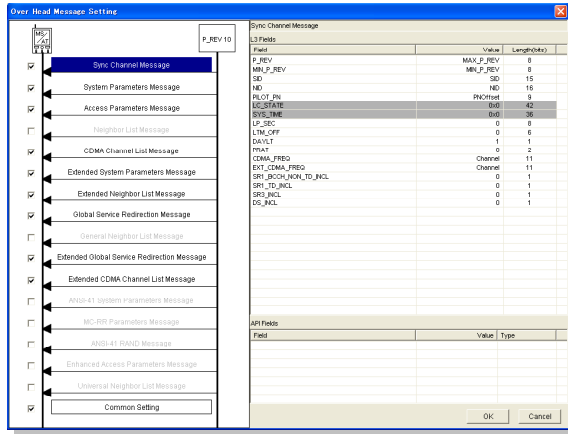 Over Head Message Setting
MS/
/AT
P_REV 10
Sync Channel Message
System Parameters Message
Access Parameters Message
Neighbor List Message
CDMA Channel List Message
Extended System Parameters Message
Extended Neighbor List Message
Global Service Redirection Message
General Neighbor List Message
Extended Global Service Redirection Message
Extended CDMA Channel List Message
ANSI-41 System Parameters Message
MC-RR Parameters Message
ANSI-41 RAND Message
Enhanced Access Parameters Message
Universal Neighbor List Message
Common Setting
Sync Channel Message
L3 Fields
Field Value Length(bits)
P_REV MAX_P_REV 8
MIN_P_REV MIN_P_REV 8
SID SID 15
NID NID 16
PILOT_PN PNOffset 9
LC_STATE 0x0 42
SYS_TIME 0x0 36
LP_SEC 0 8
LTM_OFF 0 6
DAYLT 1 1
PRAT 0 2
CDMA_FREQ Channel 11
EXT_CDMA_FREQ Channel 11
SR1_BCCH_NON_TD_INCL 0 1
SR1_TD_INCL 0 1
SR3_INCL 0 1
DS_INCL 0 1
API Fields
Field Value Type
OK Cancel